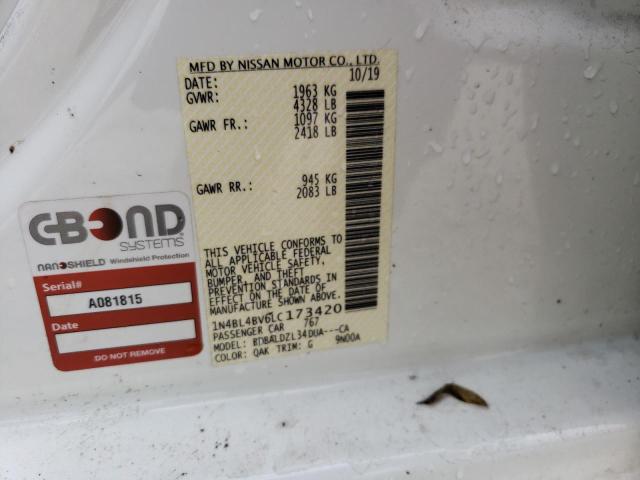 MFD BY NISSAN MOTOR CO., LTD.
DATE: 10/19
GVWR: 1963 KG
4328 LB
GAWR FR.: 1097 KG
2418 LB
GAWR RR.: 945 KG
2083 LB
THIS VEHICLE CONFORMS TO
ALL APPLICABLE FEDERAL
MOTOR VEHICLE SAFETY,
BUMPER, AND THEFT
PREVENTION STANDARDS IN
EFFECT ON THE DATE OF
MANUFACTURE SHOWN ABOVE.
1N4BL4BV6LC173420
PASSENGER CAR 767
MODEL: BDBALDZL34DUA---CA
COLOR: QAK TRIM: G 9N00A
C-BOND
SYSTEMS
NANOSHIELD Windshield Protection
Serial#
A081815
Date
DO NOT REMOVE